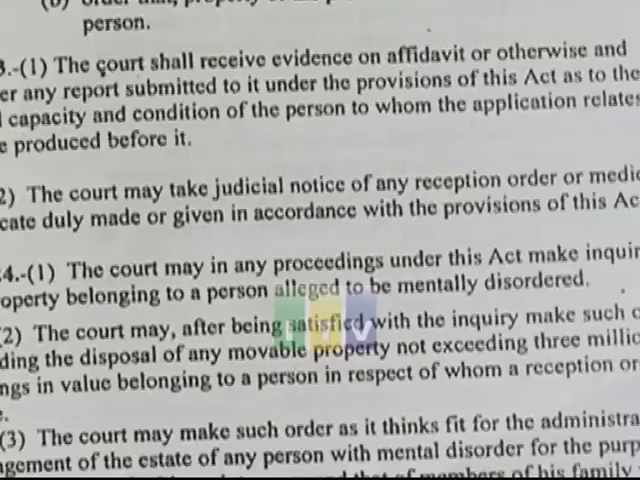 person.
3.-(1) The court shall receive evidence on affidavit or otherwise and
er any report submitted to it under the provisions of this Act as to the
l capacity and condition of the person to whom the application relates
e produced before it.
2) The court may take judicial notice of any reception order or medic
cate duly made or given in accordance with the provisions of this Ac
4.-(1) The court may in any proceedings under this Act make inquir
operty belonging to a person alleged to be mentally disordered.
(2) The court may, after being satisfied with the inquiry make such o
ding the disposal of any movable property not exceeding three millio
ngs in value belonging to a person in respect of whom a reception or
e.
(3) The court may make such order as it thinks fit for the administra
agement of the estate of any person with mental disorder for the purp
that of members of his family